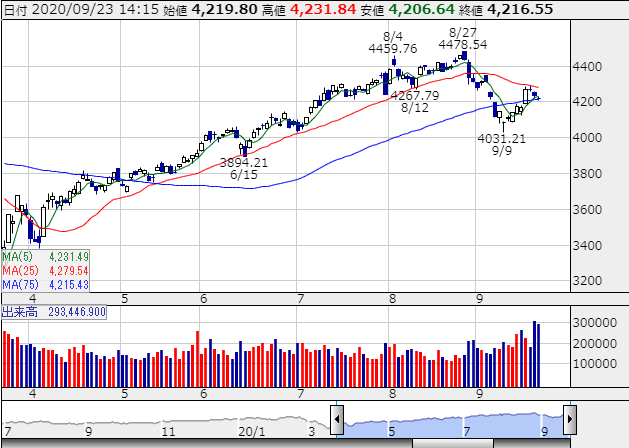 日付 2020/09/23 14:15 始値 4,219.80 高値 4,231.84 安値 4,206.64 終値 4,216.55
8/27
4478.54
8/4
4459.76
4400
4267.79
8/12
4200
4031.21
9/9
4000
3894.21
6/15
3800
3600
3400
3200
MA(5) 4,231.49
MA(25) 4,279.54
MA(75) 4,215.43
4 5 6 7 8 9
出来高 293,446.900
300000
200000
100000
4 5 6 7 8 9
7 9 11 20/1 3 5 7 9